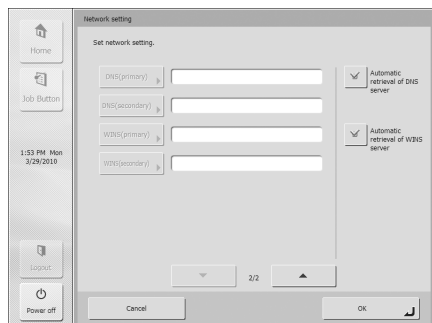 Network setting
Set network setting.
Home
Job Button
1:53 PM Mon
3/29/2010
Logout
Power off
DNS(primary)
DNS(secondary)
WINS(primary)
WINS(secondary)
Automatic
retrieval of DNS
server
Automatic
retrieval of WINS
server
2/2
Cancel
OK